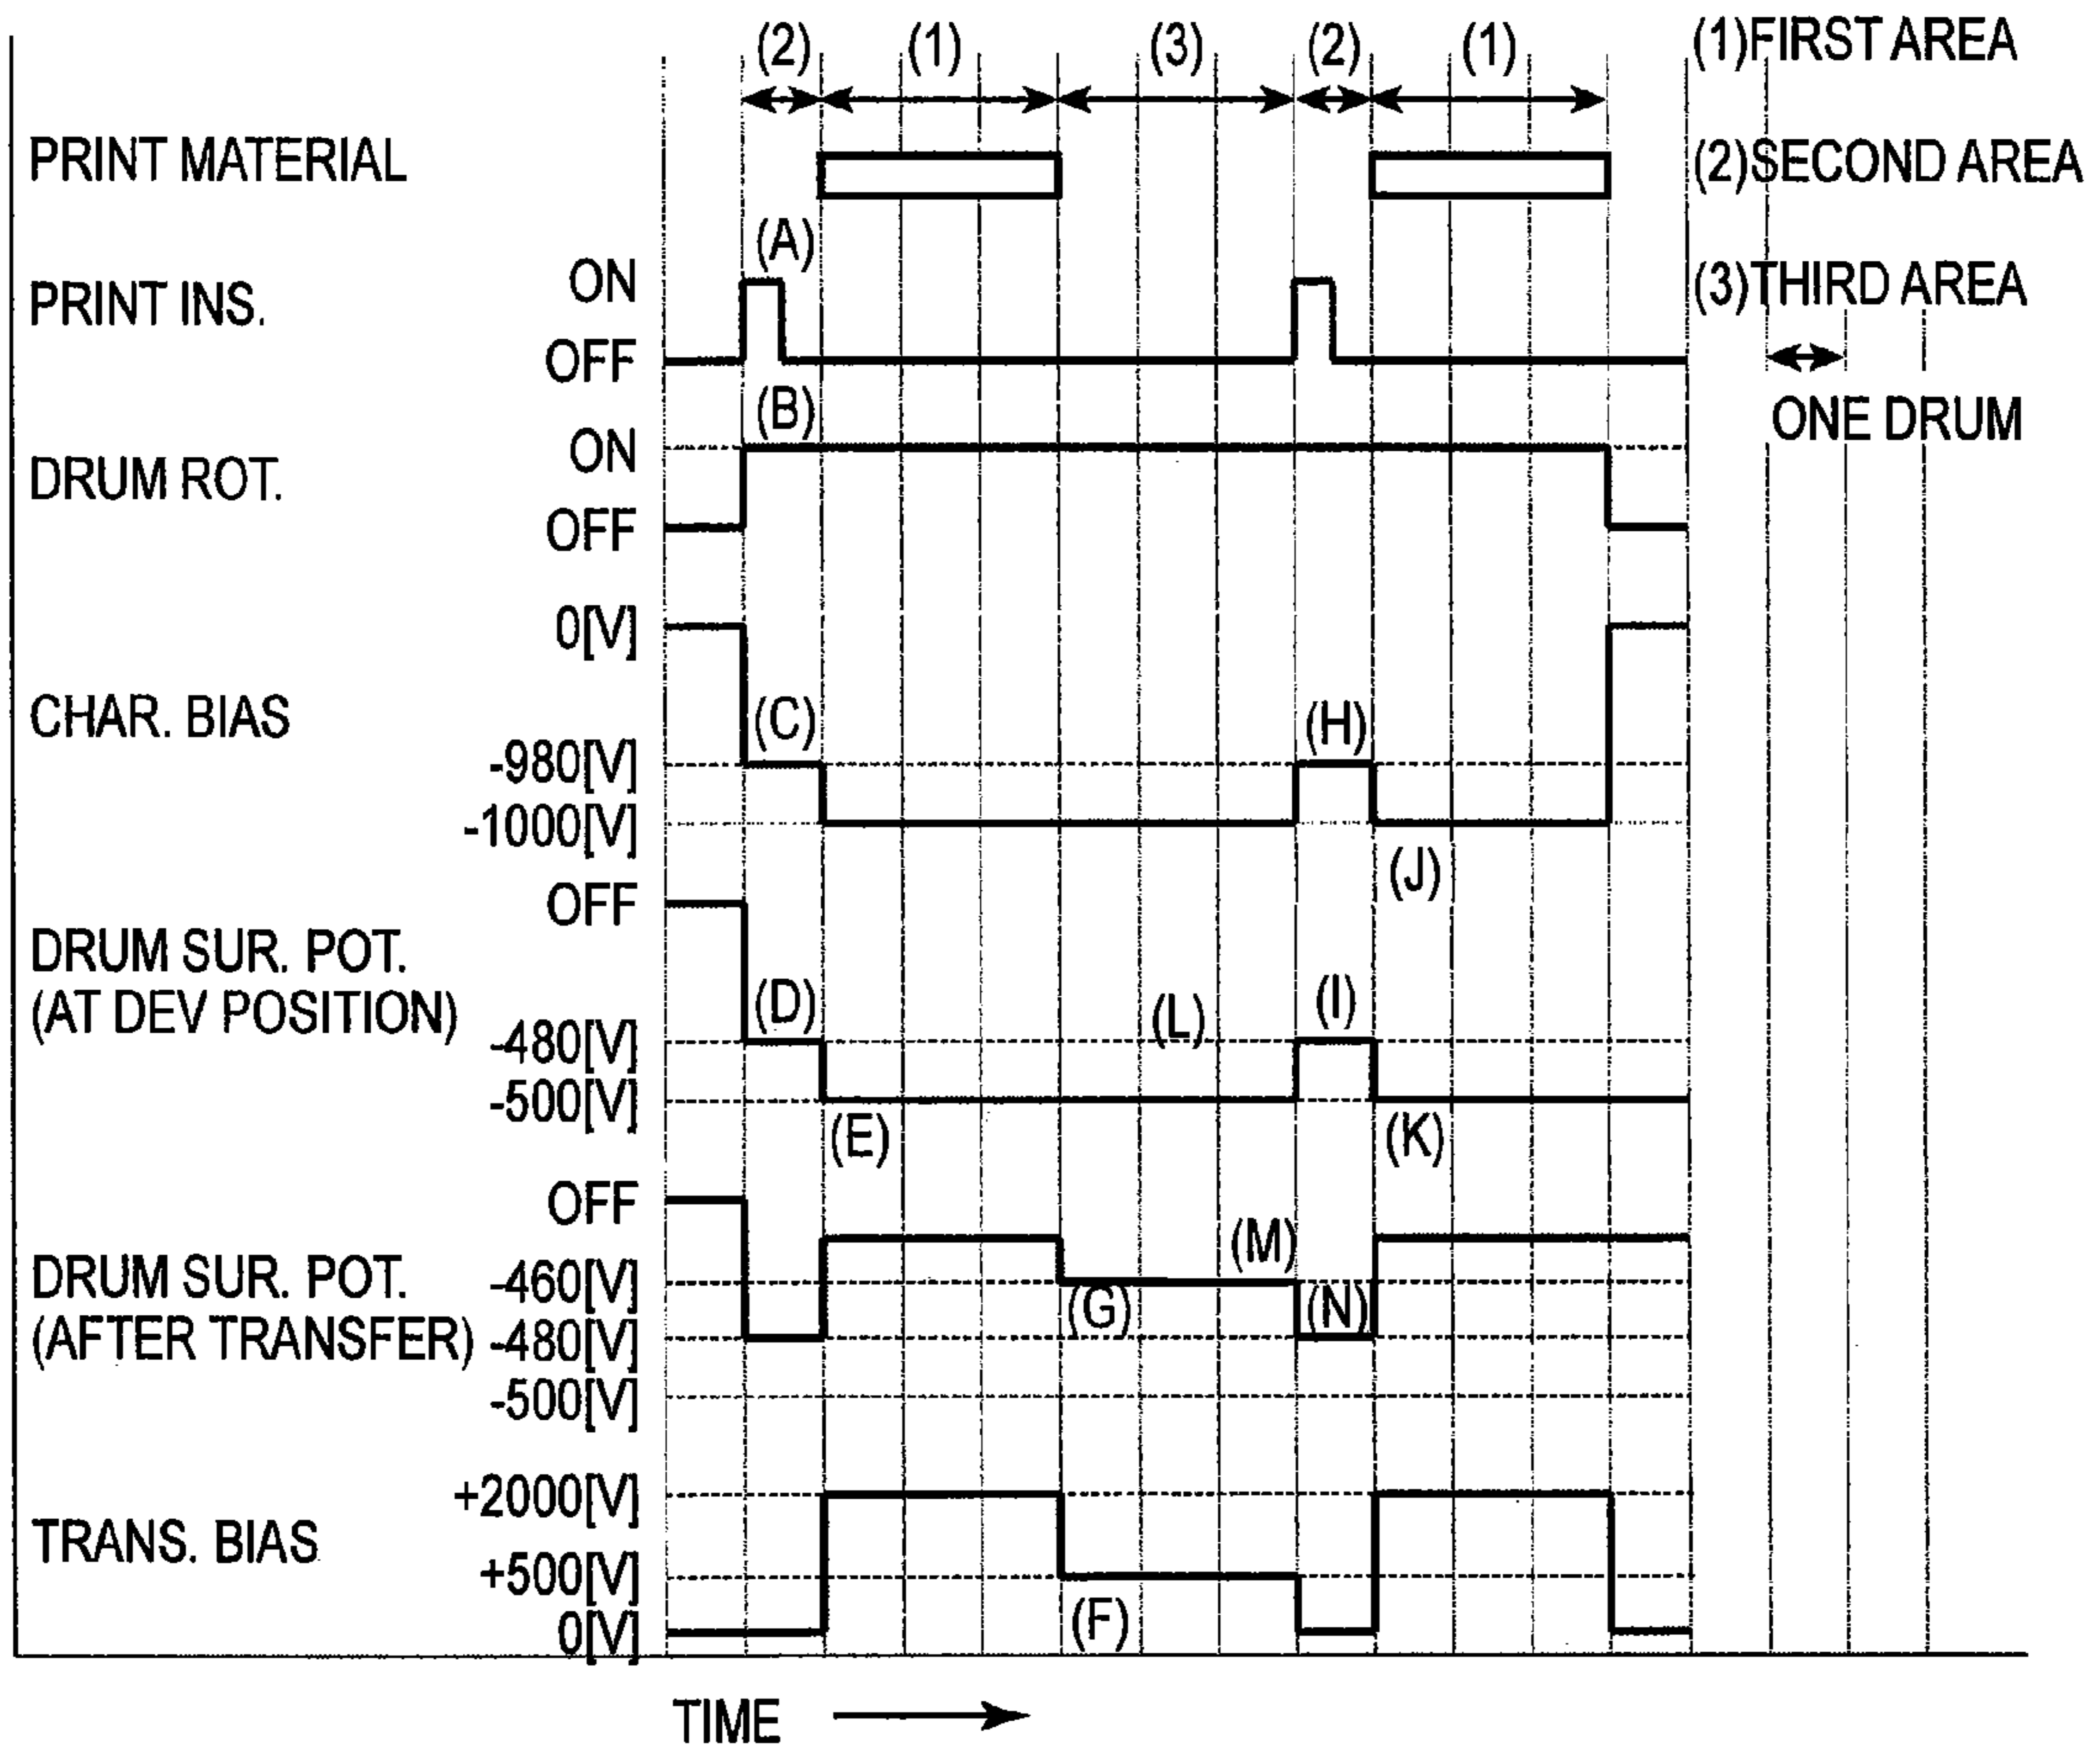 (2) (1) (3) (2) (1) (1)FIRST AREA
PRINT MATERIAL (2)SECOND AREA
(A)
PRINT INS. ON (3)THIRD AREA
OFF
ONE DRUM
(B)
DRUM ROT. ON
OFF
0[V]
CHAR. BIAS (C) (H)
-980[V]
-1000[V]
(J)
OFF
DRUM SUR. POT.
(AT DEV POSITION) (D) (L) (I)
-480[V]
-500[V]
(E) (K)
OFF
(M)
DRUM SUR. POT. -460[V]
(G) (N)
(AFTER TRANSFER) -480[V]
-500[V]
+2000[V]
TRANS. BIAS
+500[V]
(F)
0[V]
TIME